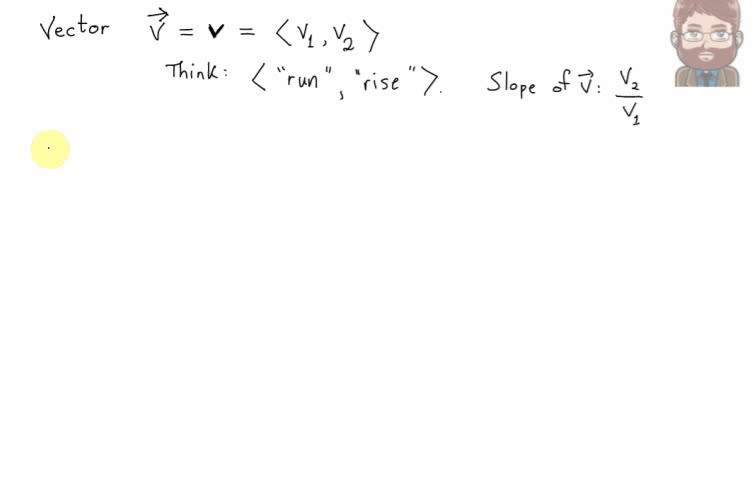 Vector v⃗ = v = ⟨v₁, v₂⟩
Think: ⟨"run", "rise"⟩. Slope of v⃗: v₂/v₁